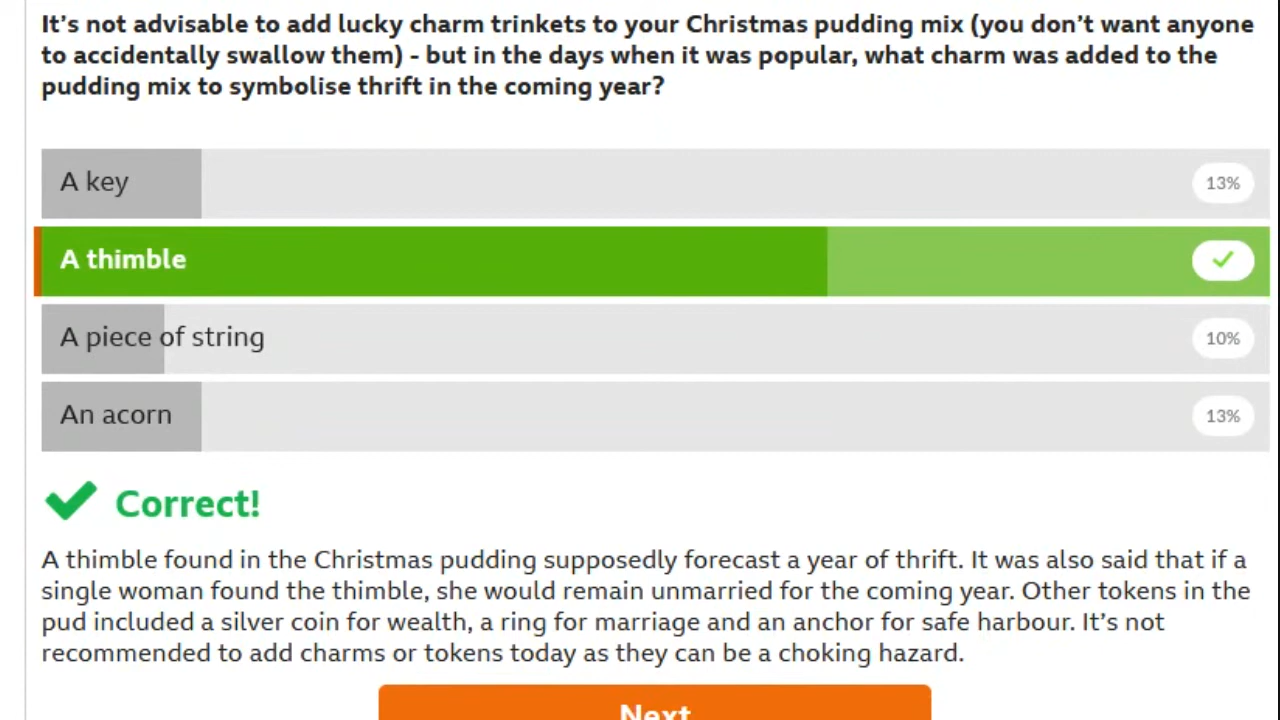 It's not advisable to add lucky charm trinkets to your Christmas pudding mix (you don't want anyone
to accidentally swallow them) - but in the days when it was popular, what charm was added to the
pudding mix to symbolise thrift in the coming year?
A key
13%
A thimble
A piece of string
10%
An acorn
13%
Correct!
A thimble found in the Christmas pudding supposedly forecast a year of thrift. It was also said that if a
single woman found the thimble, she would remain unmarried for the coming year. Other tokens in the
pud included a silver coin for wealth, a ring for marriage and an anchor for safe harbour. It's not
recommended to add charms or tokens today as they can be a choking hazard.
Next